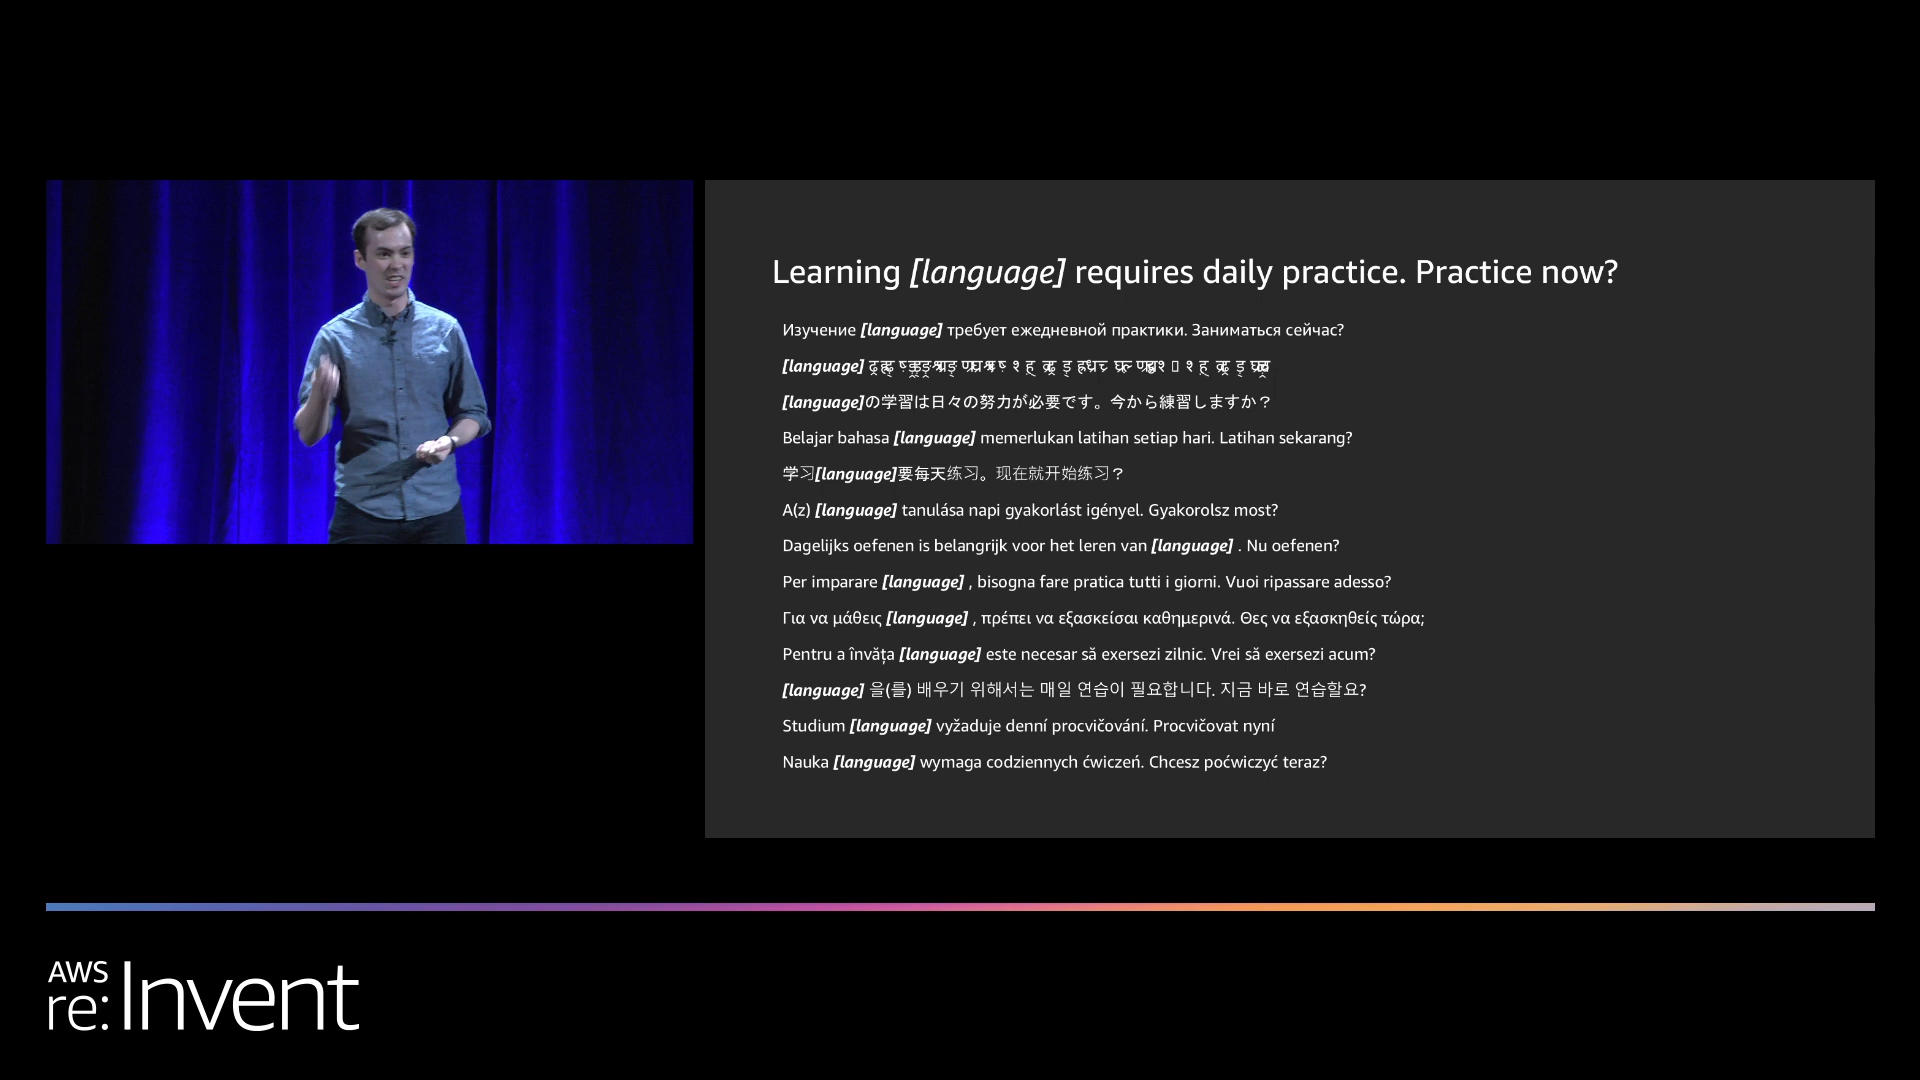 Learning [language] requires daily practice. Practice now?
Изучение [language] требует ежедневной практики. Заниматься сейчас?
[language]
[language]の学習は日々の努力が必要です。今から練習しますか？
Belajar bahasa [language] memerlukan latihan setiap hari. Latihan sekarang?
学习[language]要每天练习。现在就开始练习？
A(z) [language] tanulása napi gyakorlást igényel. Gyakorolsz most?
Dagelijks oefenen is belangrijk voor het leren van [language] . Nu oefenen?
Per imparare [language] , bisogna fare pratica tutti i giorni. Vuoi ripassare adesso?
Για να μάθεις [language] , πρέπει να εξασκείσαι καθημερινά. Θες να εξασκηθείς τώρα;
Pentru a învăța [language] este necesar să exersezi zilnic. Vrei să exersezi acum?
[language] 을(를) 배우기 위해서는 매일 연습이 필요합니다. 지금 바로 연습할요?
Studium [language] vyžaduje denní procvičování. Procvičovat nyní
Nauka [language] wymaga codziennych ćwiczeń. Chcesz poćwiczyć teraz?
AWS
re:Invent